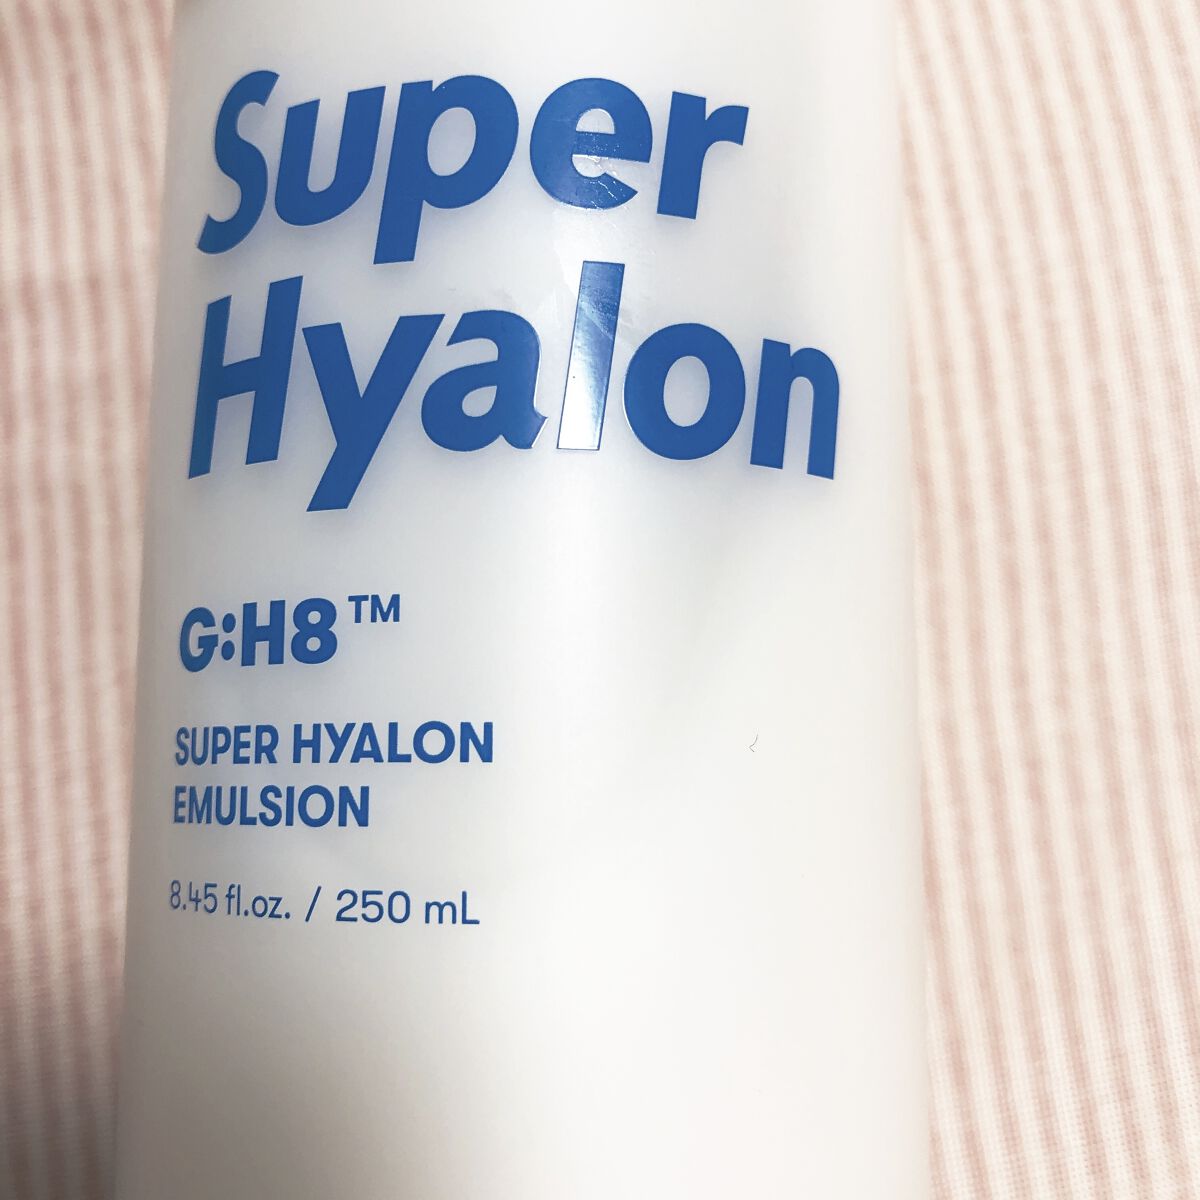 Super
Hyalon
G:H8™
SUPER HYALON
EMULSION
8.45 fl.oz. / 250 mL